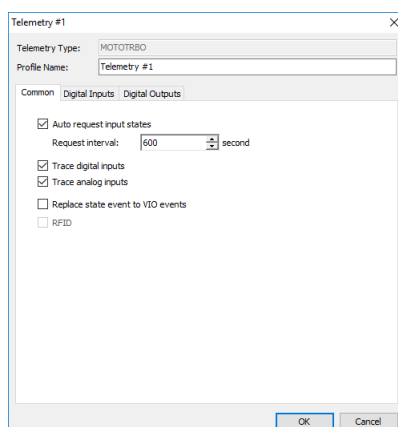 Telemetry #1
Telemetry Type: MOTOTRBO
Profile Name: Telemetry #1
Common Digital Inputs Digital Outputs
Auto request input states
Request interval: 600 second
Trace digital inputs
Trace analog inputs
Replace state event to VIO events
RFID
OK Cancel